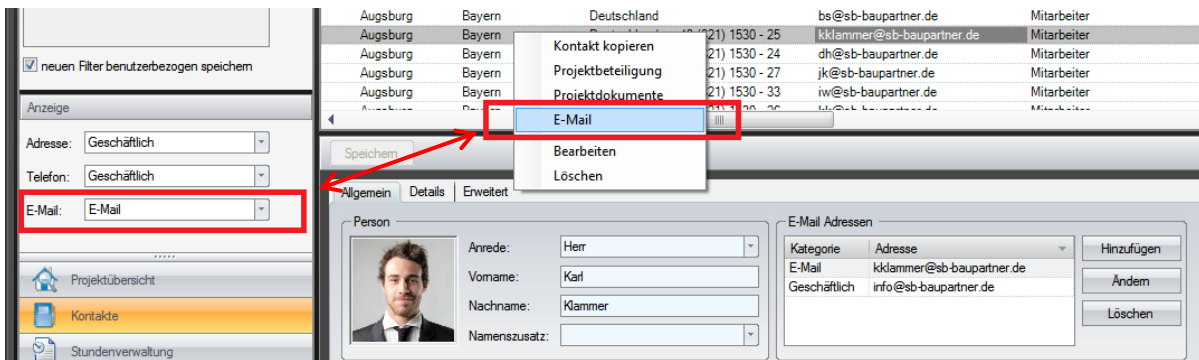 Augsburg Bayern Deutschland bs@sb-baupartner.de Mitarbeiter
Augsburg Bayern 21) 1530 - 25 kklammer@sb-baupartner.de Mitarbeiter
Augsburg Bayern 21) 1530 - 24 dh@sb-baupartner.de Mitarbeiter
Augsburg Bayern 21) 1530 - 27 jk@sb-baupartner.de Mitarbeiter
Augsburg Bayern 21) 1530 - 33 iw@sb-baupartner.de Mitarbeiter
Kontakt kopieren
Projektbeteiligung
Projektdokumente
E-Mail
Bearbeiten
Löschen
neuen Filter benutzerbezogen speichern
Anzeige
Adresse: Geschäftlich
Telefon: Geschäftlich
E-Mail: E-Mail
Projektübersicht
Kontakte
Stundenverwaltung
Speichern
Allgemein Details Erweitert
Person
Anrede: Herr
Vorname: Karl
Nachname: Klammer
Namenszusatz:
E-Mail Adressen
Kategorie Adresse
E-Mail kklammer@sb-baupartner.de
Geschäftlich info@sb-baupartner.de
Hinzufügen
Ändern
Löschen